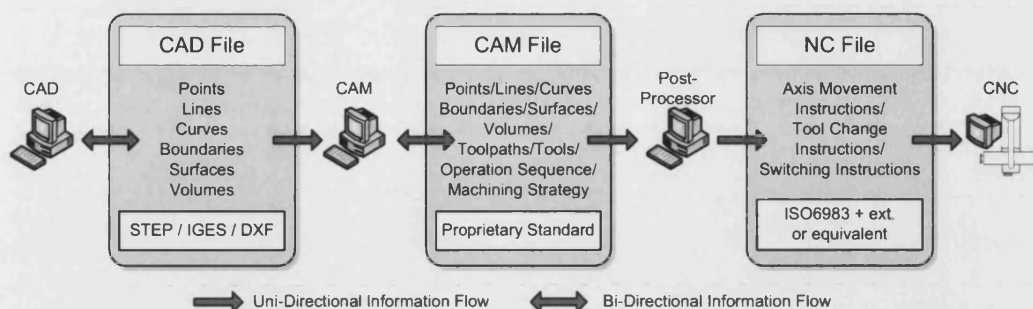 CAD
CAD File
Points
Lines
Curves
Boundaries
Surfaces
Volumes
STEP / IGES / DXF
CAM
CAM File
Points/Lines/Curves
Boundaries/Surfaces/
Volumes/
Toolpaths/Tools/
Operation Sequence/
Machining Strategy
Proprietary Standard
Post-
Processor
NC File
Axis Movement
Instructions/
Tool Change
Instructions/
Switching Instructions
ISO6983 + ext.
or equivalent
CNC
Uni-Directional Information Flow
Bi-Directional Information Flow